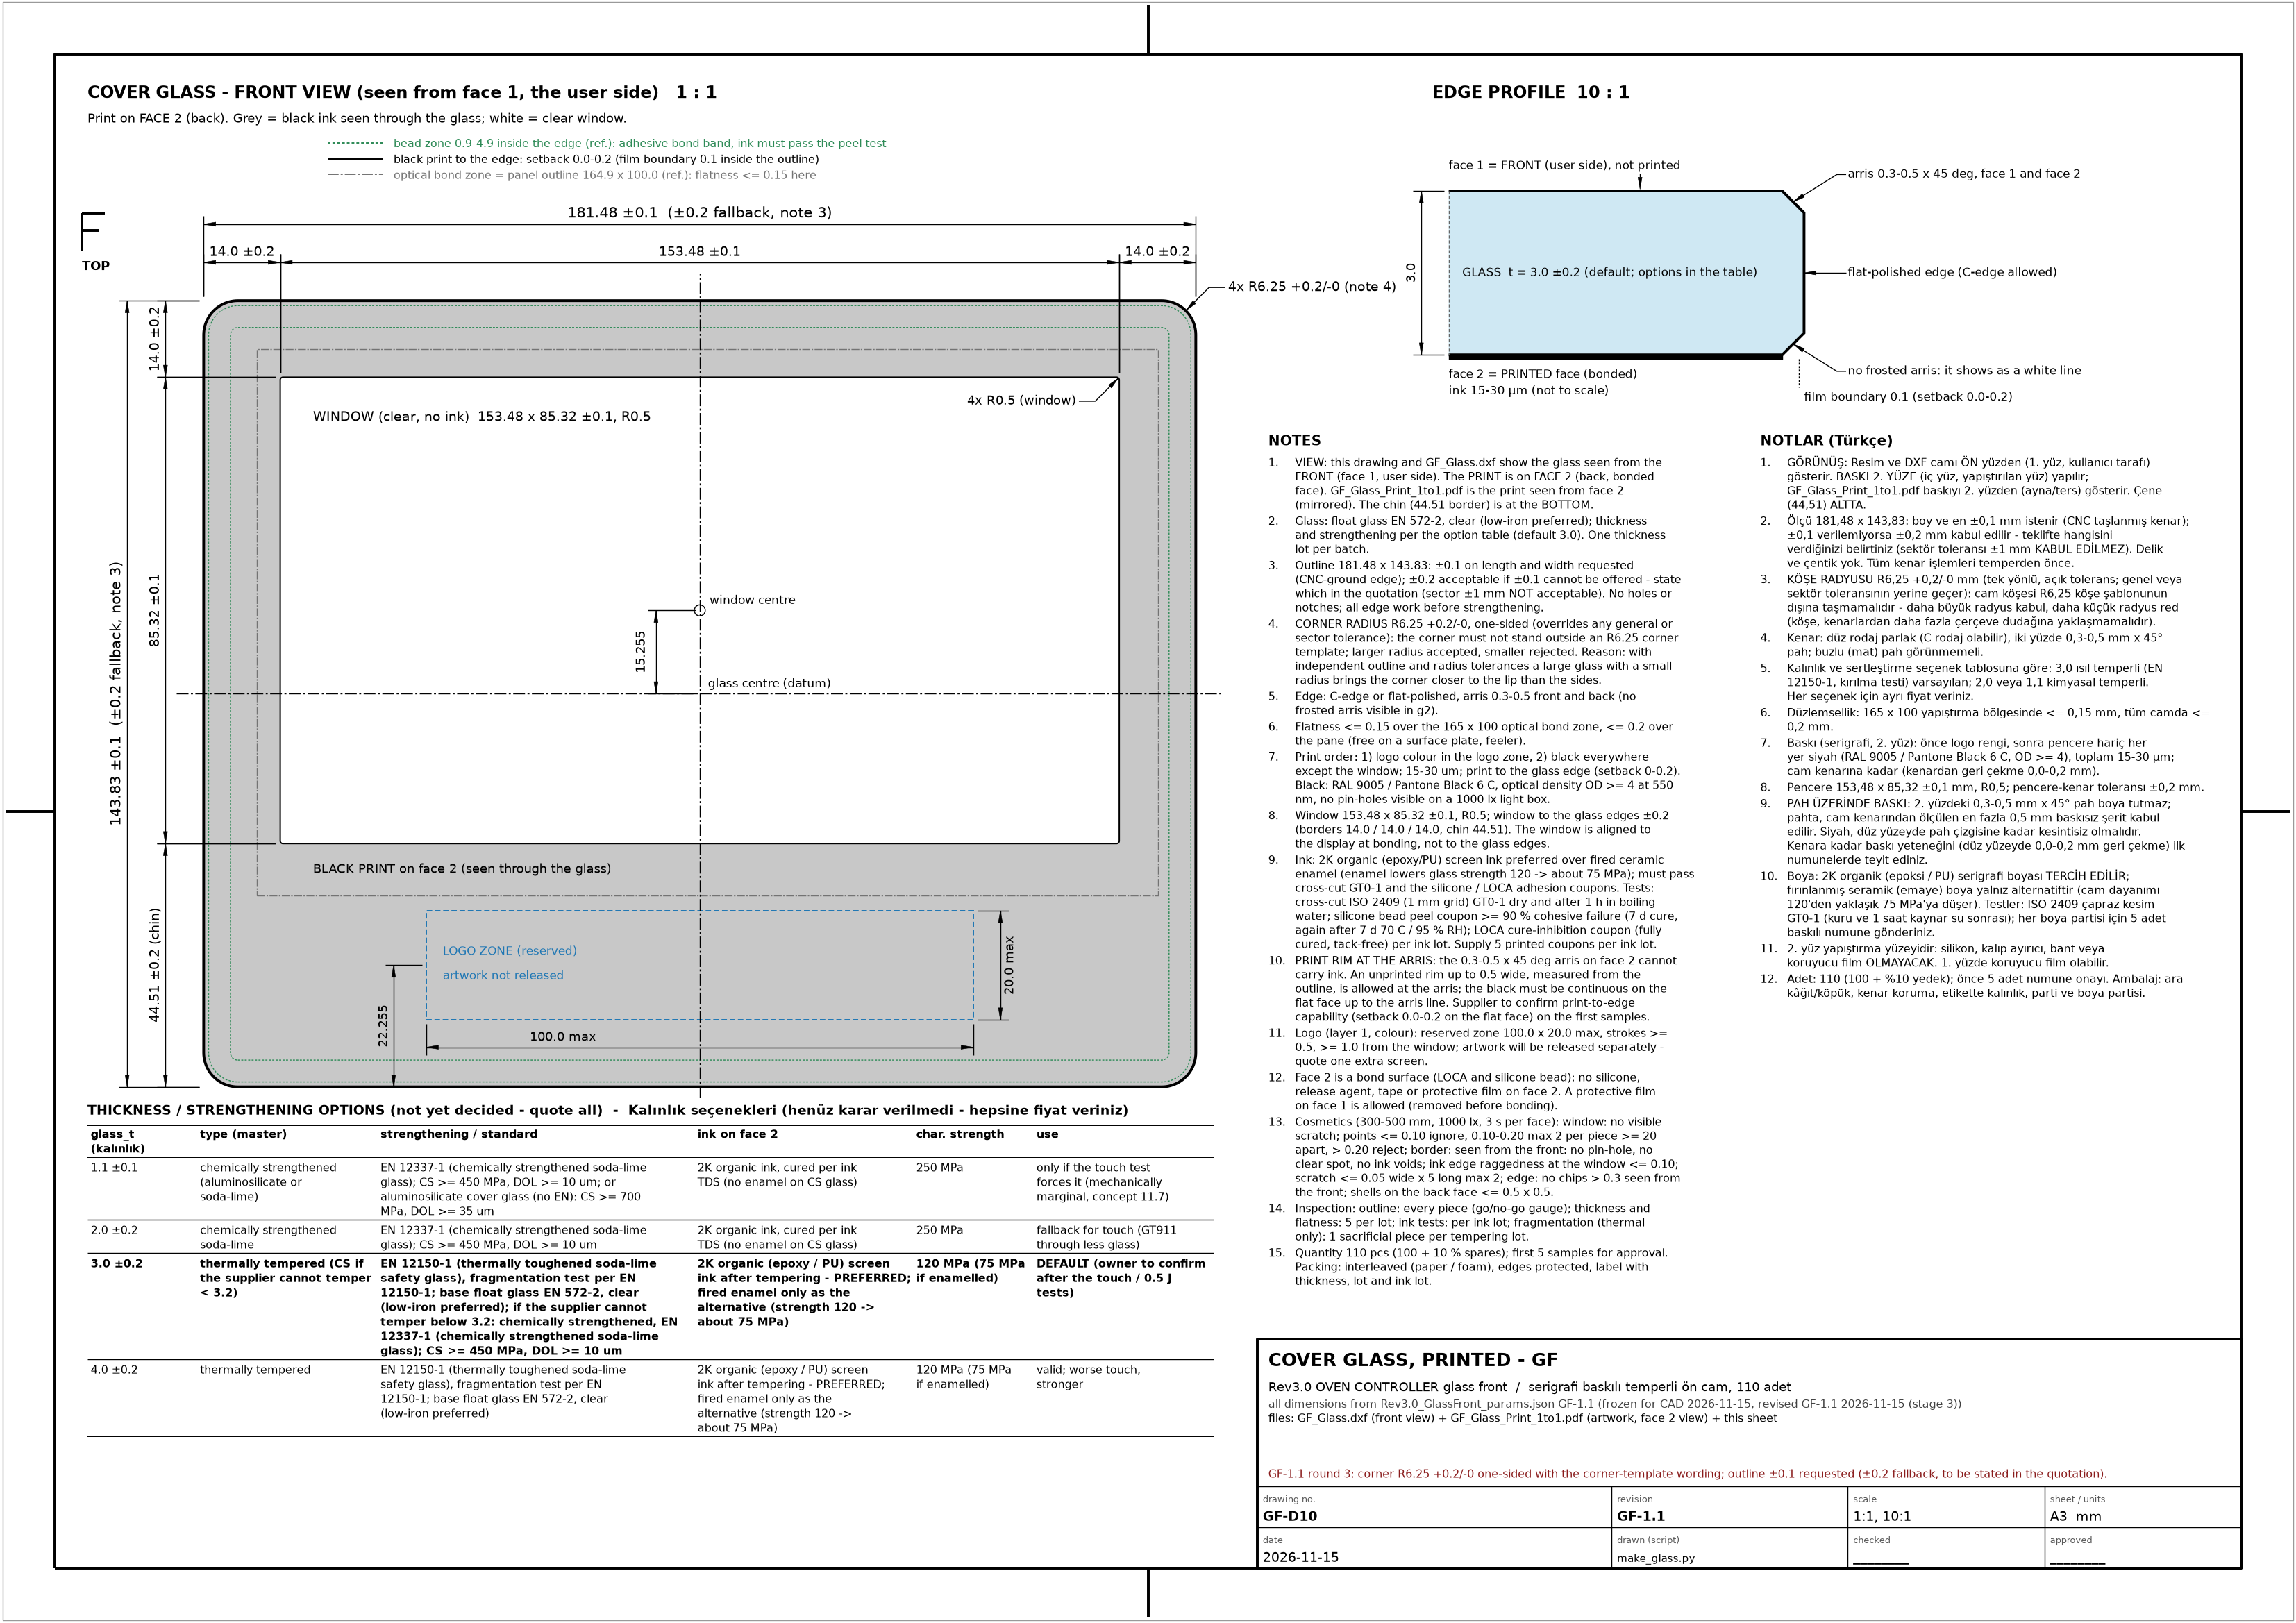 COVER GLASS - FRONT VIEW (seen from face 1, the user side)   1 : 1
Print on FACE 2 (back). Grey = black ink seen through the glass; white = clear window.
bead zone 0.9-4.9 inside the edge (ref.): adhesive bond band, ink must pass the peel test
black print to the edge: setback 0.0-0.2 (film boundary 0.1 inside the outline)
optical bond zone = panel outline 164.9 x 100.0 (ref.): flatness <= 0.15 here
F
TOP
181.48 ±0.1  (±0.2 fallback, note 3)
14.0 ±0.2
153.48 ±0.1
14.0 ±0.2
4x R6.25 +0.2/-0 (note 4)
14.0 ±0.2
4x R0.5 (window)
WINDOW (clear, no ink)  153.48 x 85.32 ±0.1, R0.5
143.83 ±0.1  (±0.2 fallback, note 3)
85.32 ±0.1
window centre
15.255
glass centre (datum)
BLACK PRINT on face 2 (seen through the glass)
44.51 ±0.2 (chin)
LOGO ZONE (reserved)
artwork not released
20.0 max
22.255
100.0 max
EDGE PROFILE  10 : 1
face 1 = FRONT (user side), not printed
arris 0.3-0.5 x 45 deg, face 1 and face 2
3.0
GLASS  t = 3.0 ±0.2 (default; options in the table)
flat-polished edge (C-edge allowed)
face 2 = PRINTED face (bonded)
ink 15-30 µm (not to scale)
no frosted arris: it shows as a white line
film boundary 0.1 (setback 0.0-0.2)
NOTES
1. VIEW: this drawing and GF_Glass.dxf show the glass seen from the
FRONT (face 1, user side). The PRINT is on FACE 2 (back, bonded
face). GF_Glass_Print_1to1.pdf is the print seen from face 2
(mirrored). The chin (44.51 border) is at the BOTTOM.
2. Glass: float glass EN 572-2, clear (low-iron preferred); thickness
and strengthening per the option table (default 3.0). One thickness
lot per batch.
3. Outline 181.48 x 143.83: ±0.1 on length and width requested
(CNC-ground edge); ±0.2 acceptable if ±0.1 cannot be offered - state
which in the quotation (sector ±1 mm NOT acceptable). No holes or
notches; all edge work before strengthening.
4. CORNER RADIUS R6.25 +0.2/-0, one-sided (overrides any general or
sector tolerance): the corner must not stand outside an R6.25 corner
template; larger radius accepted, smaller rejected. Reason: with
independent outline and radius tolerances a large glass with a small
radius brings the corner closer to the lip than the sides.
5. Edge: C-edge or flat-polished, arris 0.3-0.5 front and back (no
frosted arris visible in g2).
6. Flatness <= 0.15 over the 165 x 100 optical bond zone, <= 0.2 over
the pane (free on a surface plate, feeler).
7. Print order: 1) logo colour in the logo zone, 2) black everywhere
except the window; 15-30 um; print to the glass edge (setback 0-0.2).
Black: RAL 9005 / Pantone Black 6 C, optical density OD >= 4 at 550
nm, no pin-holes visible on a 1000 lx light box.
8. Window 153.48 x 85.32 ±0.1, R0.5; window to the glass edges ±0.2
(borders 14.0 / 14.0 / 14.0, chin 44.51). The window is aligned to
the display at bonding, not to the glass edges.
9. Ink: 2K organic (epoxy/PU) screen ink preferred over fired ceramic
enamel (enamel lowers glass strength 120 -> about 75 MPa); must pass
cross-cut GT0-1 and the silicone / LOCA adhesion coupons. Tests:
cross-cut ISO 2409 (1 mm grid) GT0-1 dry and after 1 h in boiling
water; silicone bead peel coupon >= 90 % cohesive failure (7 d cure,
again after 7 d 70 C / 95 % RH); LOCA cure-inhibition coupon (fully
cured, tack-free) per ink lot. Supply 5 printed coupons per ink lot.
10. PRINT RIM AT THE ARRIS: the 0.3-0.5 x 45 deg arris on face 2 cannot
carry ink. An unprinted rim up to 0.5 wide, measured from the
outline, is allowed at the arris; the black must be continuous on the
flat face up to the arris line. Supplier to confirm print-to-edge
capability (setback 0.0-0.2 on the flat face) on the first samples.
11. Logo (layer 1, colour): reserved zone 100.0 x 20.0 max, strokes >=
0.5, >= 1.0 from the window; artwork will be released separately -
quote one extra screen.
12. Face 2 is a bond surface (LOCA and silicone bead): no silicone,
release agent, tape or protective film on face 2. A protective film
on face 1 is allowed (removed before bonding).
13. Cosmetics (300-500 mm, 1000 lx, 3 s per face): window: no visible
scratch; points <= 0.10 ignore, 0.10-0.20 max 2 per piece >= 20
apart, > 0.20 reject; border: seen from the front: no pin-hole, no
clear spot, no ink voids; ink edge raggedness at the window <= 0.10;
scratch <= 0.05 wide x 5 long max 2; edge: no chips > 0.3 seen from
the front; shells on the back face <= 0.5 x 0.5.
14. Inspection: outline: every piece (go/no-go gauge); thickness and
flatness: 5 per lot; ink tests: per ink lot; fragmentation (thermal
only): 1 sacrificial piece per tempering lot.
15. Quantity 110 pcs (100 + 10 % spares); first 5 samples for approval.
Packing: interleaved (paper / foam), edges protected, label with
thickness, lot and ink lot.
NOTLAR (Türkçe)
1. GÖRÜNÜŞ: Resim ve DXF camı ÖN yüzden (1. yüz, kullanıcı tarafı)
gösterir. BASKI 2. YÜZE (iç yüz, yapıştırılan yüz) yapılır;
GF_Glass_Print_1to1.pdf baskıyı 2. yüzden (ayna/ters) gösterir. Çene
(44,51) ALTTA.
2. Ölçü 181,48 x 143,83: boy ve en ±0,1 mm istenir (CNC taşlanmış kenar);
±0,1 verilemiyorsa ±0,2 mm kabul edilir - teklifte hangisini
verdiğinizi belirtiniz (sektör toleransı ±1 mm KABUL EDİLMEZ). Delik
ve çentik yok. Tüm kenar işlemleri temperden önce.
3. KÖŞE RADYUSU R6,25 +0,2/-0 mm (tek yönlü, açık tolerans; genel veya
sektör toleransının yerine geçer): cam köşesi R6,25 köşe şablonunun
dışına taşmamalıdır - daha büyük radyus kabul, daha küçük radyus red
(köşe, kenarlardan daha fazla çerçeve dudağına yaklaşmamalıdır).
4. Kenar: düz rodaj parlak (C rodaj olabilir), iki yüzde 0,3-0,5 mm x 45°
pah; buzlu (mat) pah görünmemeli.
5. Kalınlık ve sertleştirme seçenek tablosuna göre: 3,0 ısıl temperli (EN
12150-1, kırılma testi) varsayılan; 2,0 veya 1,1 kimyasal temperli.
Her seçenek için ayrı fiyat veriniz.
6. Düzlemsellik: 165 x 100 yapıştırma bölgesinde <= 0,15 mm, tüm camda <=
0,2 mm.
7. Baskı (serigrafi, 2. yüz): önce logo rengi, sonra pencere hariç her
yer siyah (RAL 9005 / Pantone Black 6 C, OD >= 4), toplam 15-30 µm;
cam kenarına kadar (kenardan geri çekme 0,0-0,2 mm).
8. Pencere 153,48 x 85,32 ±0,1 mm, R0,5; pencere-kenar toleransı ±0,2 mm.
9. PAH ÜZERİNDE BASKI: 2. yüzdeki 0,3-0,5 mm x 45° pah boya tutmaz;
pahta, cam kenarından ölçülen en fazla 0,5 mm baskısız şerit kabul
edilir. Siyah, düz yüzeyde pah çizgisine kadar kesintisiz olmalıdır.
Kenara kadar baskı yeteneğini (düz yüzeyde 0,0-0,2 mm geri çekme) ilk
numunelerde teyit ediniz.
10. Boya: 2K organik (epoksi / PU) serigrafi boyası TERCİH EDİLİR;
fırınlanmış seramik (emaye) boya yalnız alternatiftir (cam dayanımı
120'den yaklaşık 75 MPa'ya düşer). Testler: ISO 2409 çapraz kesim
GT0-1 (kuru ve 1 saat kaynar su sonrası); her boya partisi için 5 adet
baskılı numune gönderiniz.
11. 2. yüz yapıştırma yüzeyidir: silikon, kalıp ayırıcı, bant veya
koruyucu film OLMAYACAK. 1. yüzde koruyucu film olabilir.
12. Adet: 110 (100 + %10 yedek); önce 5 adet numune onayı. Ambalaj: ara
kâğıt/köpük, kenar koruma, etikette kalınlık, parti ve boya partisi.
THICKNESS / STRENGTHENING OPTIONS (not yet decided - quote all)  -  Kalınlık seçenekleri (henüz karar verilmedi - hepsine fiyat veriniz)
glass_t
(kalınlık)
type (master)
strengthening / standard
ink on face 2
char. strength
use
1.1 ±0.1
chemically strengthened
(aluminosilicate or
soda-lime)
EN 12337-1 (chemically strengthened soda-lime
glass); CS >= 450 MPa, DOL >= 10 um; or
aluminosilicate cover glass (no EN): CS >= 700
MPa, DOL >= 35 um
2K organic ink, cured per ink
TDS (no enamel on CS glass)
250 MPa
only if the touch test
forces it (mechanically
marginal, concept 11.7)
2.0 ±0.2
chemically strengthened
soda-lime
EN 12337-1 (chemically strengthened soda-lime
glass); CS >= 450 MPa, DOL >= 10 um
2K organic ink, cured per ink
TDS (no enamel on CS glass)
250 MPa
fallback for touch (GT911
through less glass)
3.0 ±0.2
thermally tempered (CS if
the supplier cannot temper
< 3.2)
EN 12150-1 (thermally toughened soda-lime
safety glass), fragmentation test per EN
12150-1; base float glass EN 572-2, clear
(low-iron preferred); if the supplier cannot
temper below 3.2: chemically strengthened, EN
12337-1 (chemically strengthened soda-lime
glass); CS >= 450 MPa, DOL >= 10 um
2K organic (epoxy / PU) screen
ink after tempering - PREFERRED;
fired enamel only as the
alternative (strength 120 ->
about 75 MPa)
120 MPa (75 MPa
if enamelled)
DEFAULT (owner to confirm
after the touch / 0.5 J
tests)
4.0 ±0.2
thermally tempered
EN 12150-1 (thermally toughened soda-lime
safety glass), fragmentation test per EN
12150-1; base float glass EN 572-2, clear
(low-iron preferred)
2K organic (epoxy / PU) screen
ink after tempering - PREFERRED;
fired enamel only as the
alternative (strength 120 ->
about 75 MPa)
120 MPa (75 MPa
if enamelled)
valid; worse touch,
stronger
COVER GLASS, PRINTED - GF
Rev3.0 OVEN CONTROLLER glass front  /  serigrafi baskılı temperli ön cam, 110 adet
all dimensions from Rev3.0_GlassFront_params.json GF-1.1 (frozen for CAD 2026-11-15, revised GF-1.1 2026-11-15 (stage 3))
files: GF_Glass.dxf (front view) + GF_Glass_Print_1to1.pdf (artwork, face 2 view) + this sheet
GF-1.1 round 3: corner R6.25 +0.2/-0 one-sided with the corner-template wording; outline ±0.1 requested (±0.2 fallback, to be stated in the quotation).
drawing no.
GF-D10
revision
GF-1.1
scale
1:1, 10:1
sheet / units
A3  mm
date
2026-11-15
drawn (script)
make_glass.py
checked
________
approved
________